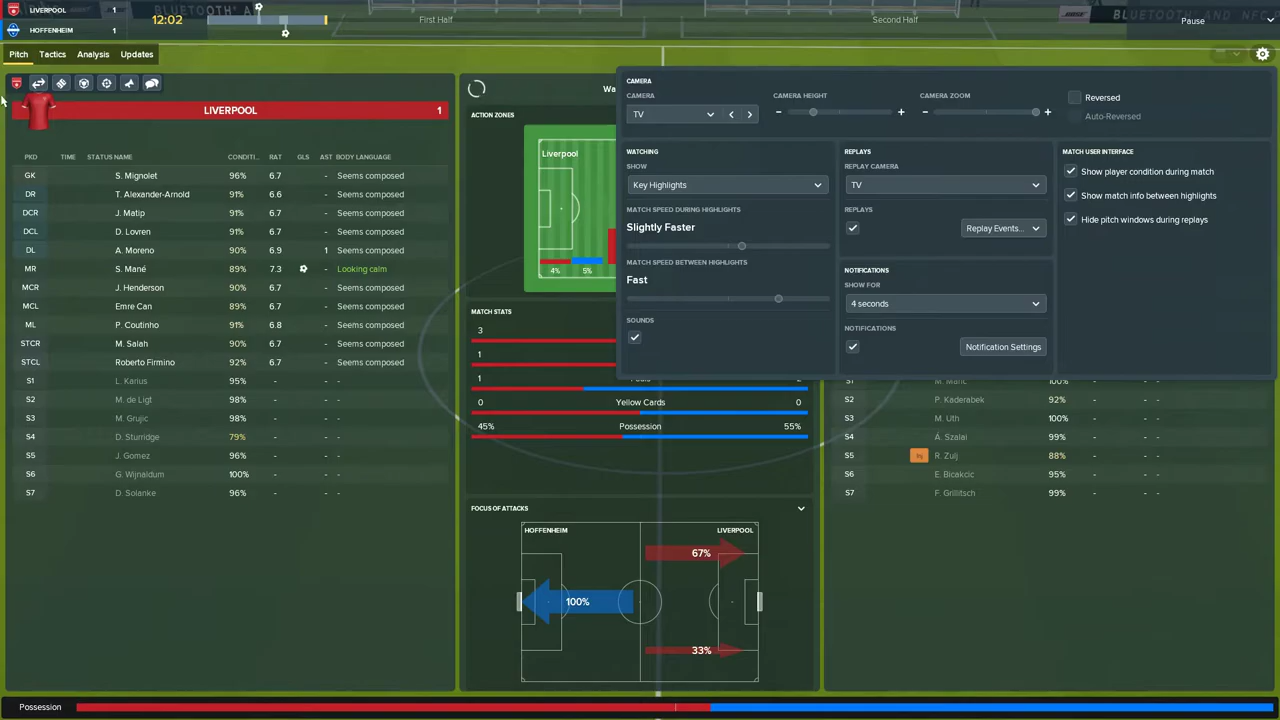 LIVERPOOL 1
HOFFENHEIM 1
12:02
First Half
Second Half
BLUETOOTH® AND NFC
Pause
Pitch Tactics Analysis Updates
LIVERPOOL 1
PKD TIME STATUS NAME CONDITI... RAT GLS AST BODY LANGUAGE
GK S. Mignolet 96% 6.7 - Seems composed
DR T. Alexander-Arnold 91% 6.6 - Seems composed
DCR J. Matip 91% 6.7 - Seems composed
DCL D. Lovren 91% 6.7 - Seems composed
DL A. Moreno 90% 6.9 1 Seems composed
MR S. Mané 89% 7.3 - Looking calm
MCR J. Henderson 90% 6.7 - Seems composed
MCL Emre Can 89% 6.7 - Seems composed
ML P. Coutinho 91% 6.8 - Seems composed
STCR M. Salah 90% 6.7 - Seems composed
STCL Roberto Firmino 92% 6.7 - Seems composed
S1 L. Karius 95% - - -
S2 M. de Ligt 98% - - -
S3 M. Grujic 98% - - -
S4 D. Sturridge 79% - - -
S5 J. Gomez 96% - - -
S6 G. Wijnaldum 100% - - -
S7 D. Solanke 96% - - -
ACTION ZONES
Liverpool
4% 5%
MATCH STATS
3
1
1
0 Yellow Cards 0
45% Possession 55%
FOCUS OF ATTACKS
HOFFENHEIM LIVERPOOL
67%
100%
33%
CAMERA
CAMERA
TV
CAMERA HEIGHT
- +
CAMERA ZOOM
- +
Reversed
Auto-Reversed
WATCHING
SHOW
Key Highlights
MATCH SPEED DURING HIGHLIGHTS
Slightly Faster
MATCH SPEED BETWEEN HIGHLIGHTS
Fast
SOUNDS
REPLAYS
REPLAY CAMERA
TV
REPLAYS
Replay Events...
NOTIFICATIONS
SHOW FOR
4 seconds
NOTIFICATIONS
Notification Settings
MATCH USER INTERFACE
Show player condition during match
Show match info between highlights
Hide pitch windows during replays
S2 P. Kaderabek 92% - - -
S3 M. Uth 100% - - -
S4 Á. Szalai 99% - - -
S5 Inj R. Zulj 88% - - -
S6 E. Bicakcic 95% - - -
S7 F. Grillitsch 99% - - -
Possession